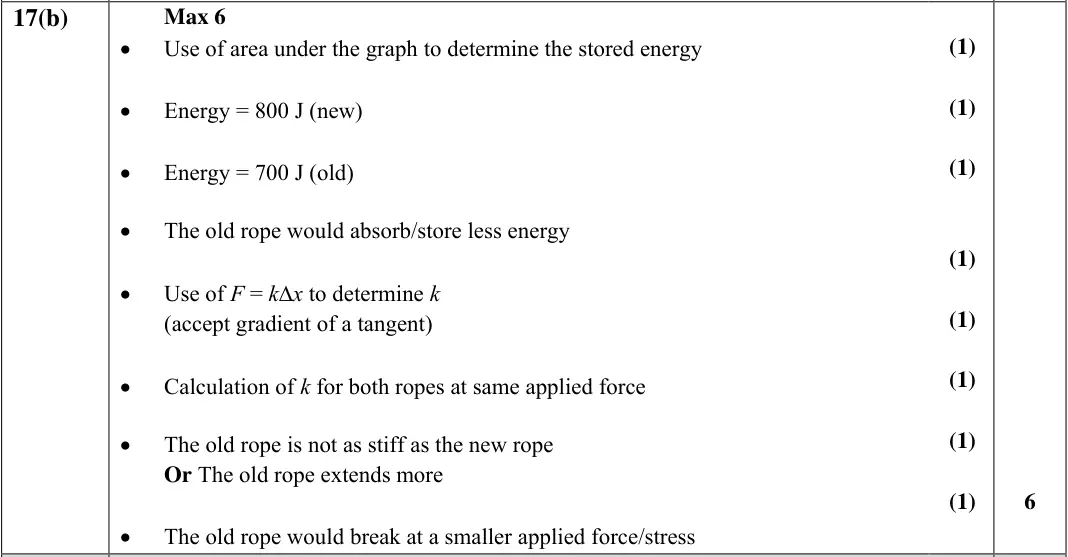 17(b) Max 6
• Use of area under the graph to determine the stored energy (1)
• Energy = 800 J (new) (1)
• Energy = 700 J (old) (1)
• The old rope would absorb/store less energy
(1)
• Use of F = kΔx to determine k
(accept gradient of a tangent) (1)
• Calculation of k for both ropes at same applied force (1)
• The old rope is not as stiff as the new rope (1)
Or The old rope extends more
(1) 6
• The old rope would break at a smaller applied force/stress